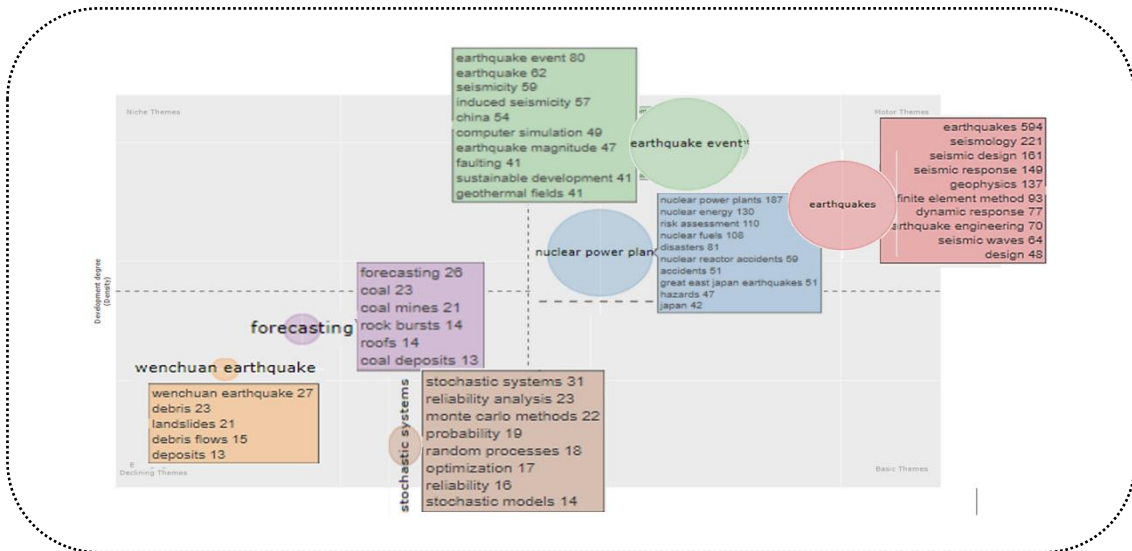 Niche Themes
Motor Themes
earthquake event 80
earthquake 62
seismicity 59
induced seismicity 57
china 54
computer simulation 49
earthquake magnitude 47
faulting 41
sustainable development 41
geothermal fields 41
earthquake event
earthquakes 594
seismology 221
seismic design 161
seismic response 149
geophysics 137
finite element method 93
dynamic response 77
earthquake engineering 70
seismic waves 64
design 48
earthquakes
nuclear power plants 187
nuclear energy 130
risk assessment 110
nuclear fuels 108
disasters 81
nuclear reactor accidents 59
accidents 51
great east japan earthquakes 51
hazards 47
japan 42
nuclear power plan
Development degree
(Density)
forecasting
forecasting 26
coal 23
coal mines 21
rock bursts 14
roofs 14
coal deposits 13
wenchuan earthquake
wenchuan earthquake 27
debris 23
landslides 21
debris flows 15
deposits 13
stochastic systems
stochastic systems 31
reliability analysis 23
monte carlo methods 22
probability 19
random processes 18
optimization 17
reliability 16
stochastic models 14
E
Declining Themes
Basic Themes